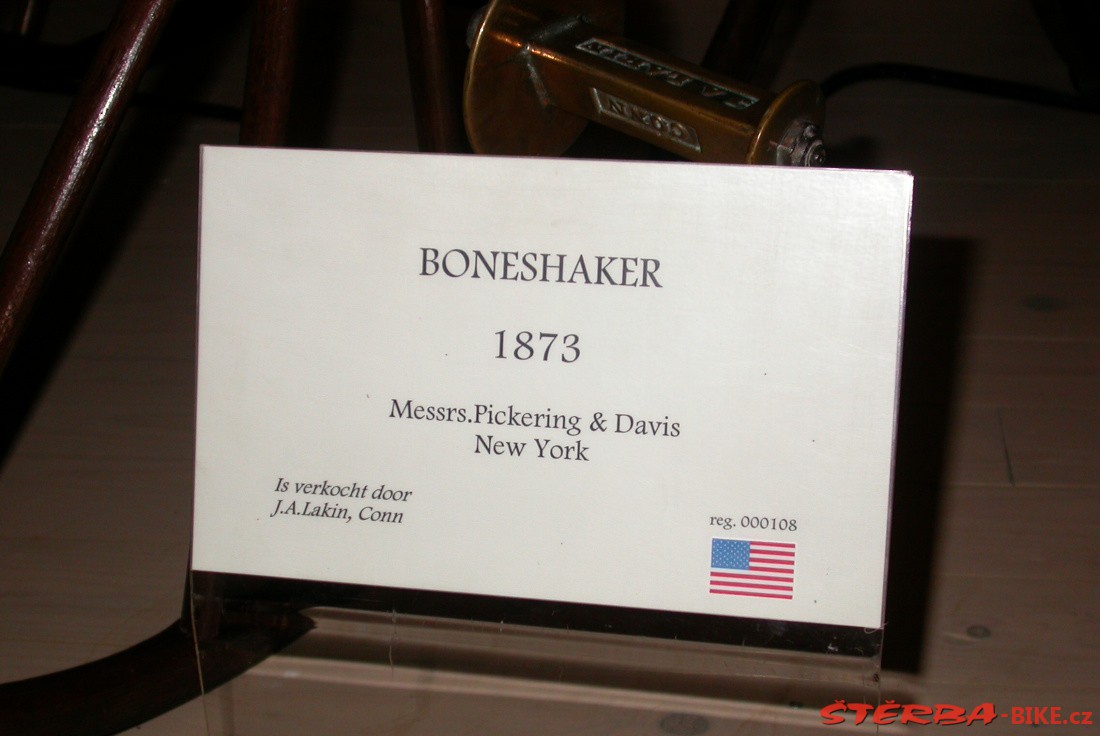 BONESHAKER
1873
Messrs.Pickering & Davis
New York
Is verkocht door
J.A.Lakin, Conn
reg. 000108
ŠTĚRBA-BIKE.cz